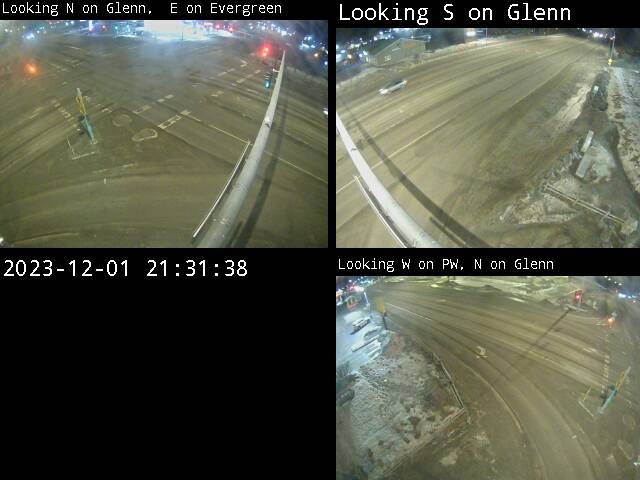 Looking N on Glenn,  E on Evergreen
Looking S on Glenn
2023-12-01 21:31:38
Looking W on PW, N on Glenn